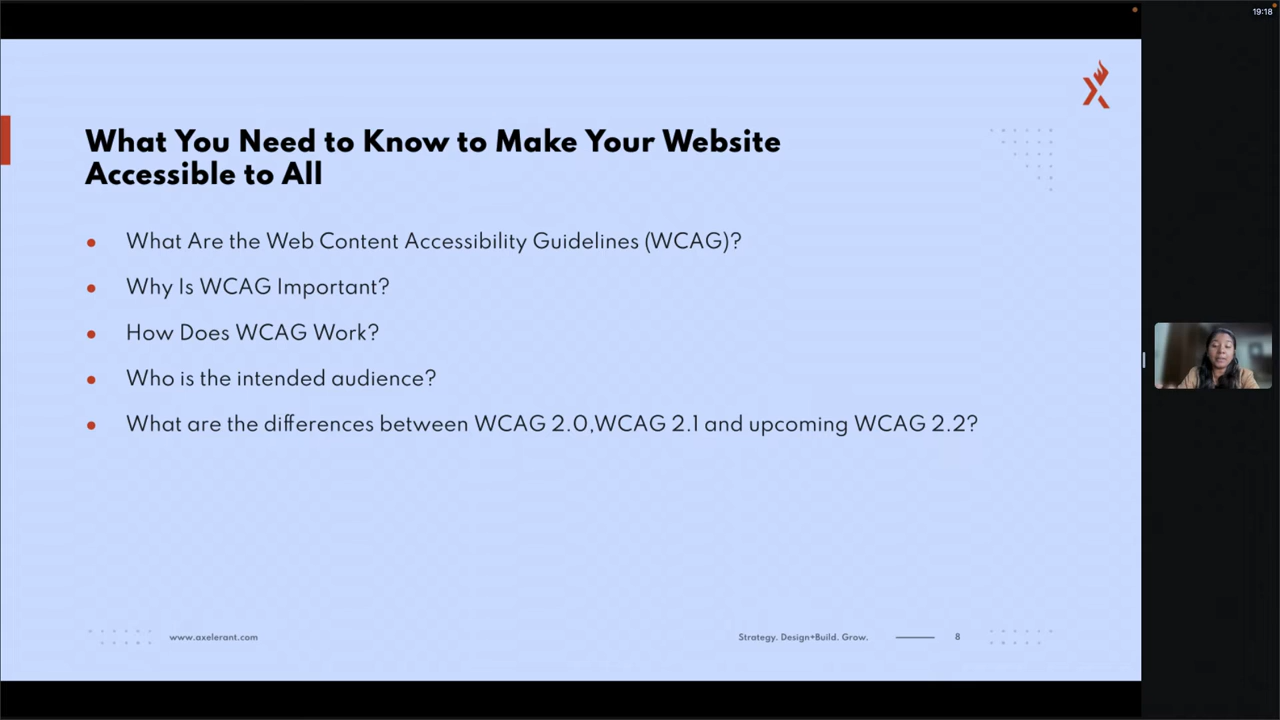 19:18
What You Need to Know to Make Your Website
Accessible to All
• What Are the Web Content Accessibility Guidelines (WCAG)?
• Why Is WCAG Important?
• How Does WCAG Work?
• Who is the intended audience?
• What are the differences between WCAG 2.0,WCAG 2.1 and upcoming WCAG 2.2?
www.axelerant.com
Strategy. Design+Build. Grow.
8